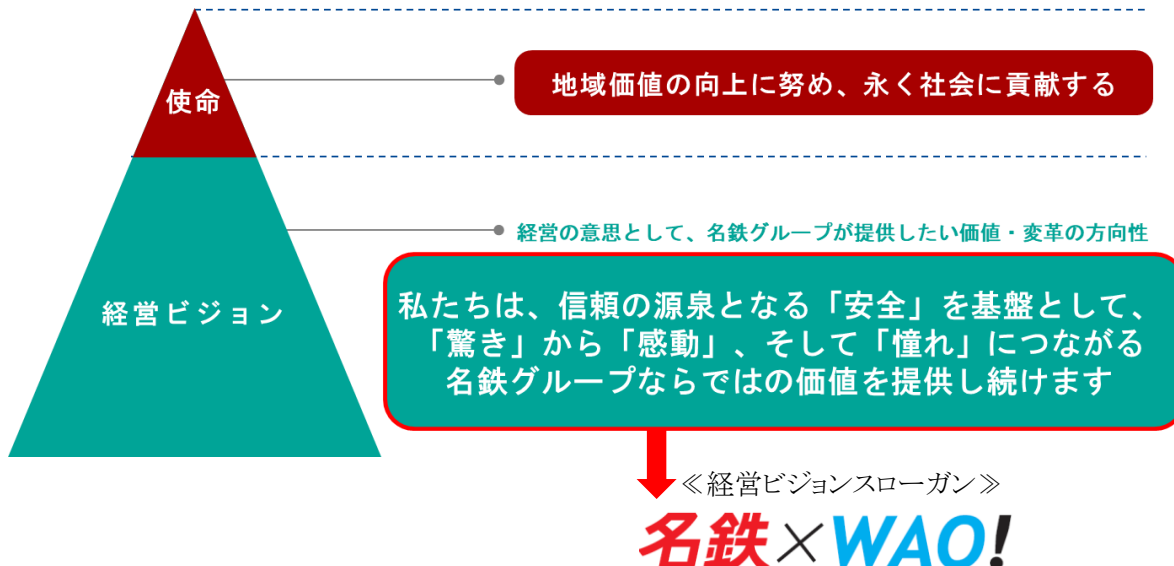 使命
地域価値の向上に努め、永く社会に貢献する
経営の意思として、名鉄グループが提供したい価値・変革の方向性
経営ビジョン
私たちは、信頼の源泉となる「安全」を基盤として、
「驚き」から「感動」、そして「憧れ」につながる
名鉄グループならではの価値を提供し続けます
≪経営ビジョンスローガン≫
名鉄×WAO!